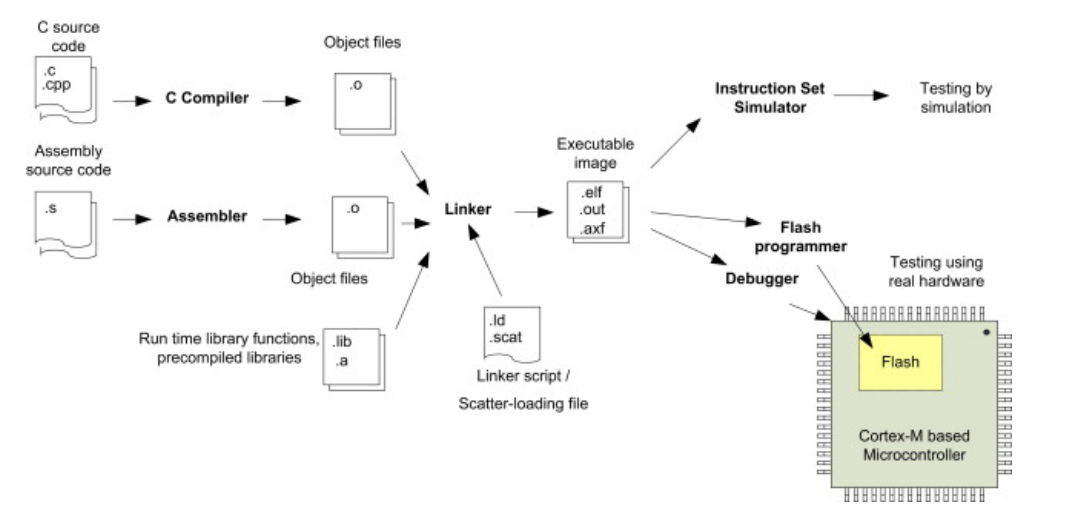 C source
code
.c
.cpp
C Compiler
Object files
.o
Assembly
source code
.s
Assembler
.o
Object files
Run time library functions,
precompiled libraries
.lib
.a
Linker
.ld
.scat
Linker script /
Scatter-loading file
Executable
image
.elf
.out
.axf
Instruction Set
Simulator
Testing by
simulation
Flash
programmer
Debugger
Testing using
real hardware
Flash
Cortex-M based
Microcontroller